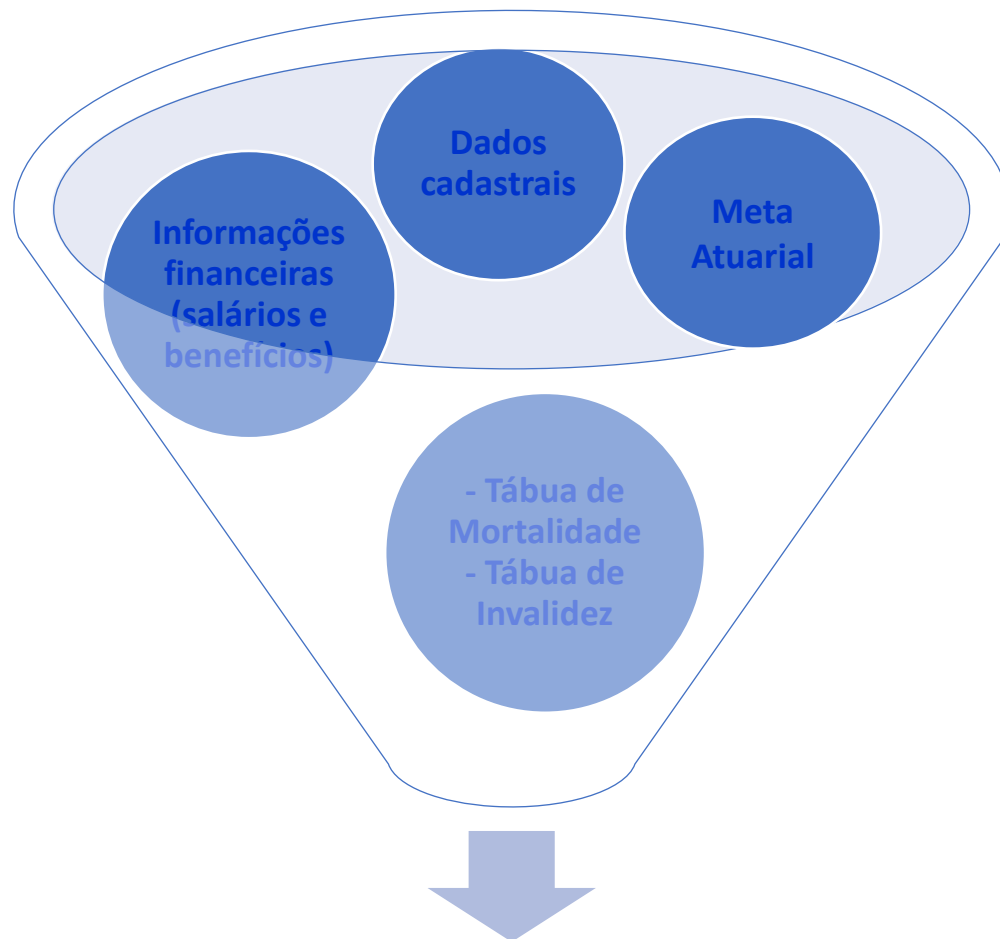 Dados
cadastrais
Meta
Atuarial
Informações
financeiras
(salários e
benefícios)
- Tábua de
Mortalidade
- Tábua de
Invalidez